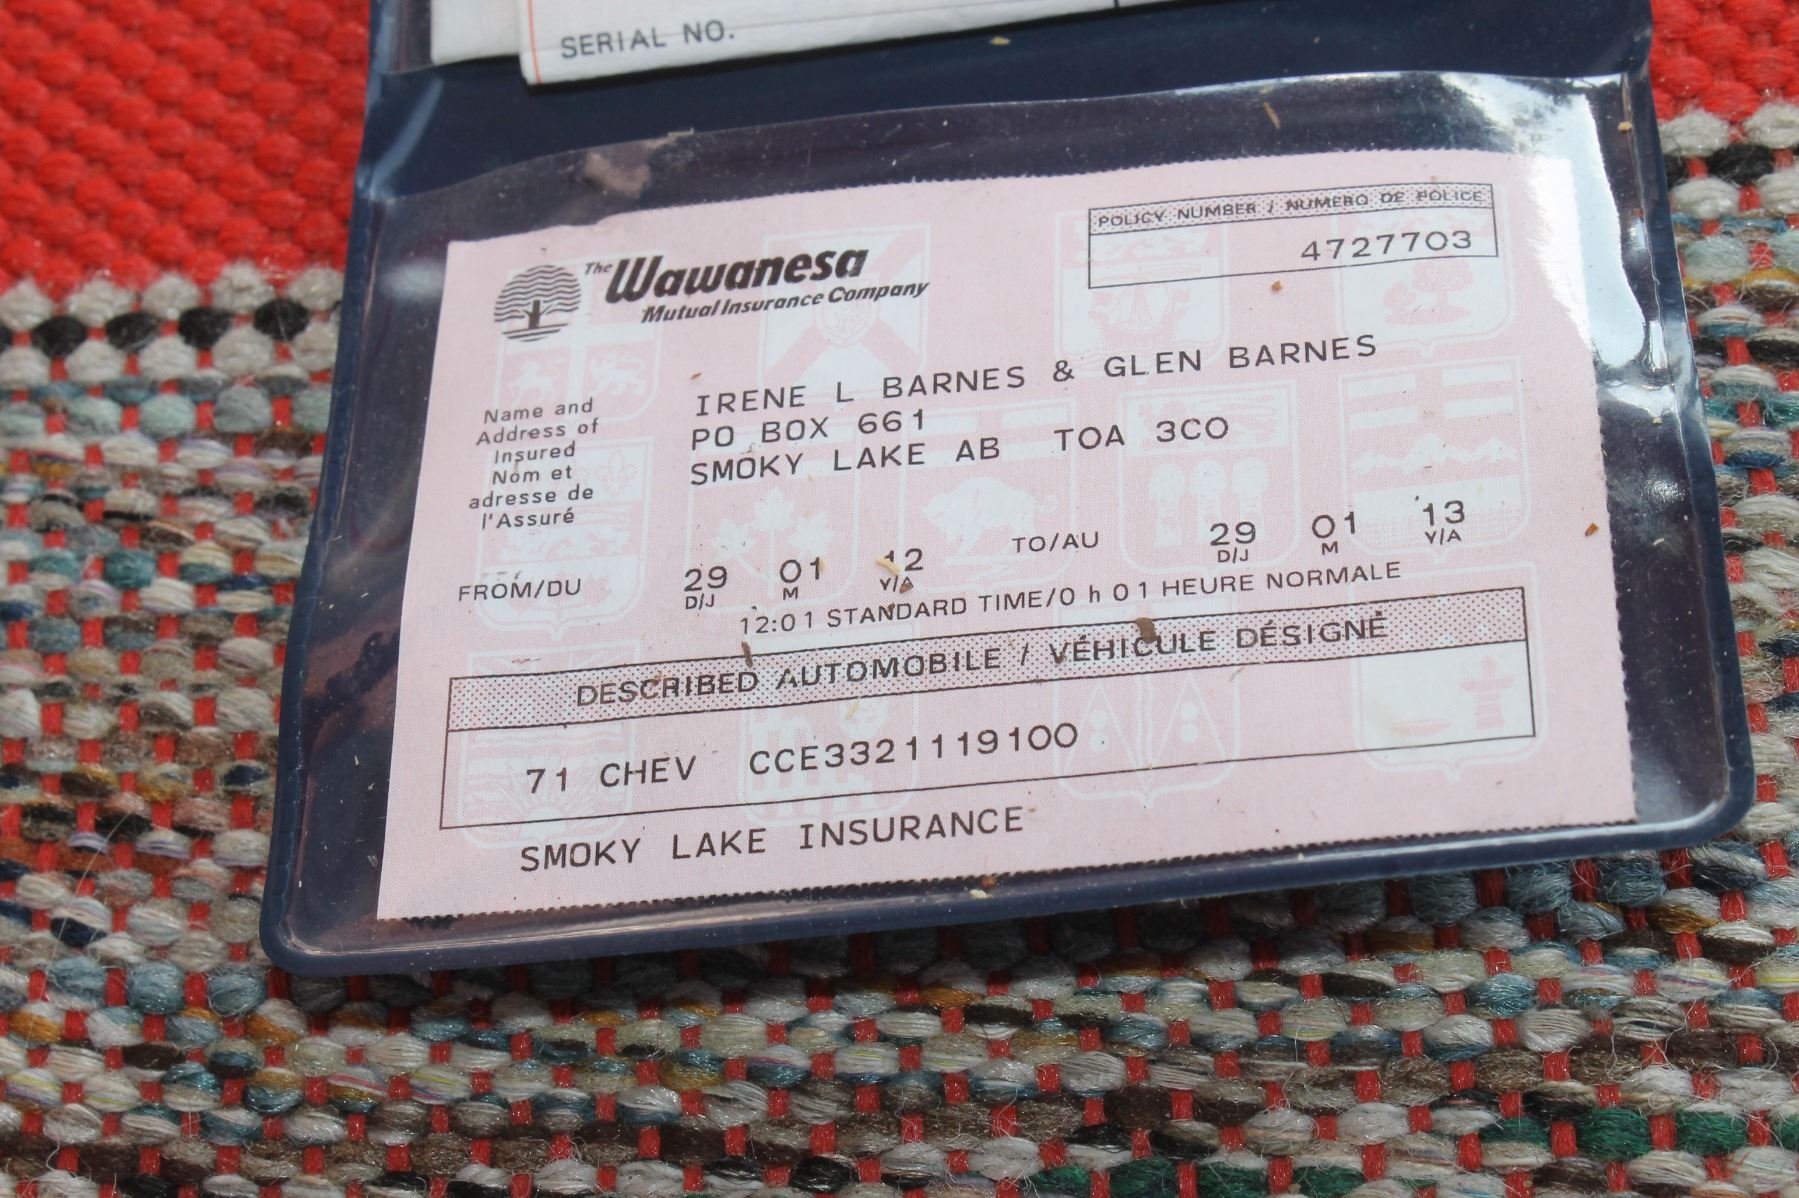 SERIAL NO.
The Wawanesa
Mutual Insurance Company
POLICY NUMBER / NUMERO DE POLICE
4727703
Name and
Address of
Insured
Nom et
adresse de
l'Assuré
IRENE L BARNES & GLEN BARNES
PO BOX 661
SMOKY LAKE AB TOA 3CO
FROM/DU 29 01 12 TO/AU 29 01 13
D/J M Y/A D/J M Y/A
12:01 STANDARD TIME/0 h 01 HEURE NORMALE
DESCRIBED AUTOMOBILE / VÉHICULE DÉSIGNÉ
71 CHEV CCE3321119100
SMOKY LAKE INSURANCE